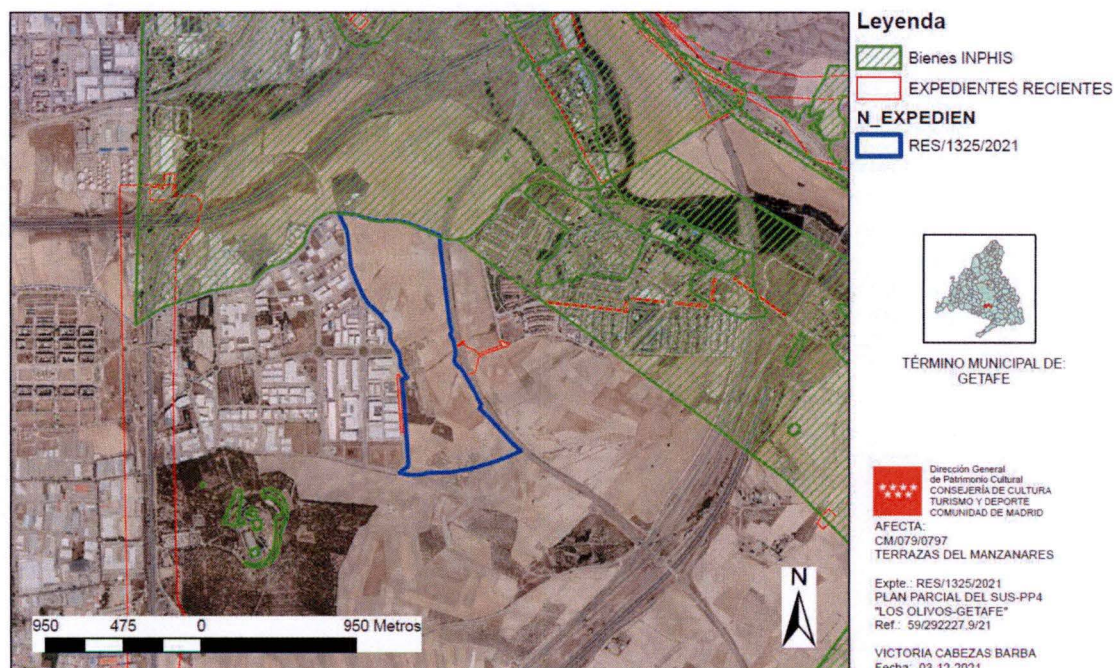 Leyenda
Bienes INPHIS
EXPEDIENTES RECIENTES
N_EXPEDIEN
RES/1325/2021
TÉRMINO MUNICIPAL DE:
GETAFE
Dirección General
de Patrimonio Cultural
CONSEJERÍA DE CULTURA
TURISMO Y DEPORTE
COMUNIDAD DE MADRID
AFECTA:
CM/079/0797
TERRAZAS DEL MANZANARES
Expte.: RES/1325/2021
PLAN PARCIAL DEL SUS-PP4
"LOS OLIVOS-GETAFE"
Ref.: 59/292227.9/21
VICTORIA CABEZAS BARBA
Fecha: 03-12-2021
N
950 475 0 950 Metros